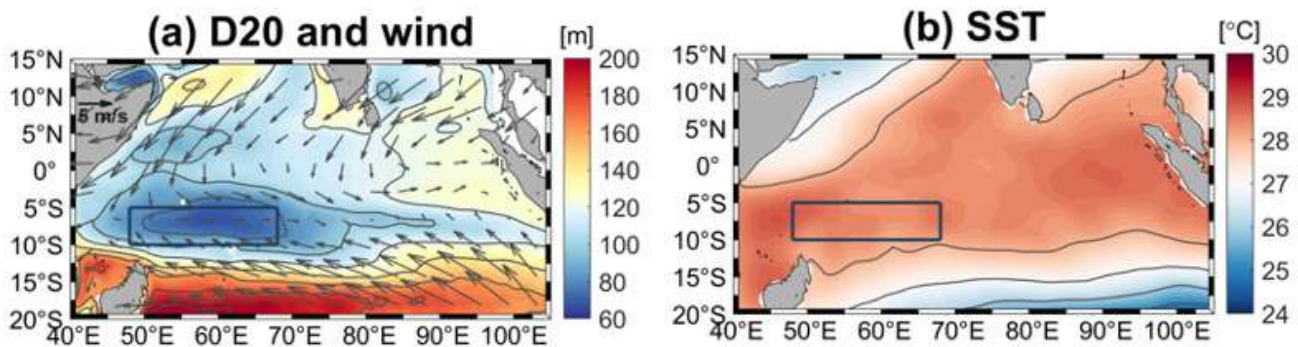 (a) D20 and wind
[m]
15°N
10°N
5°N
0°
5°S
10°S
15°S
20°S
5 m/s
40°E 50°E 60°E 70°E 80°E 90°E 100°E
200
180
160
140
120
100
80
60
(b) SST
[°C]
15°N
10°N
5°N
0°
5°S
10°S
15°S
20°S
40°E 50°E 60°E 70°E 80°E 90°E 100°E
30
29
28
27
26
25
24